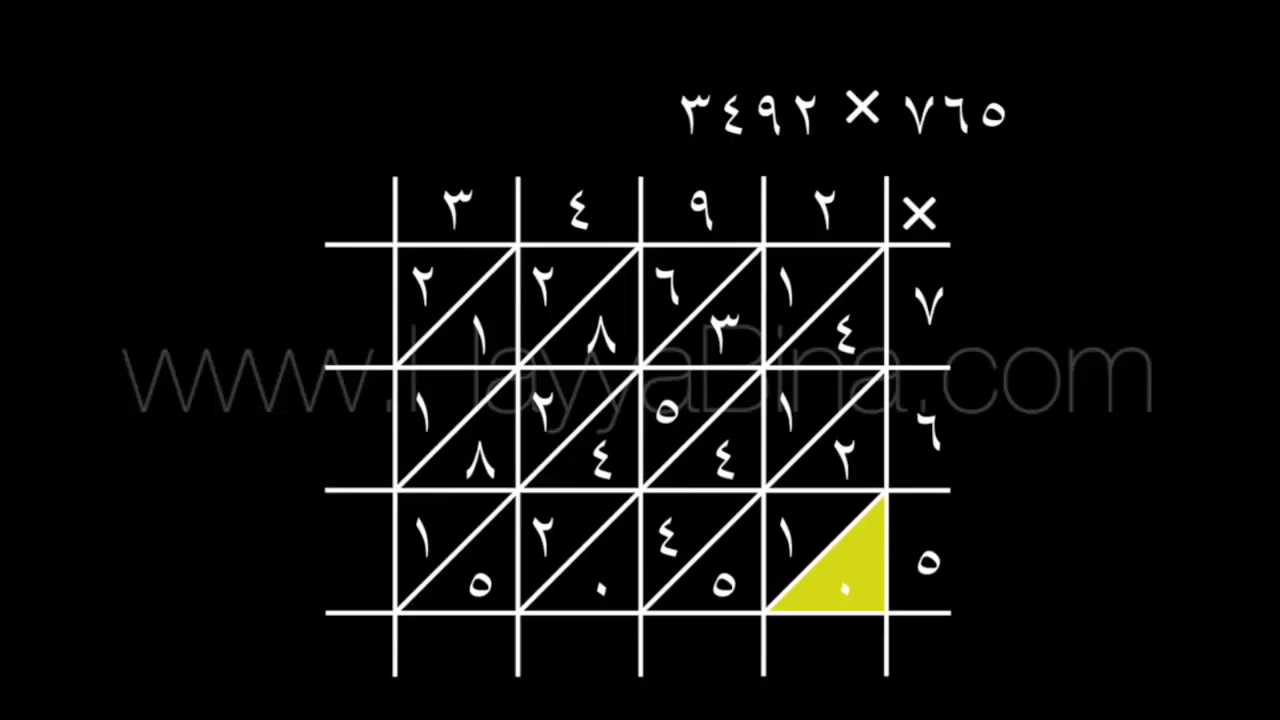 ٣٤٩٢ × ٧٦٥
٣ ٤ ٩ ٢ ×
٢ ٢ ٦ ١ ٧
١ ٨ ٣ ٤
www.HayyaBina.com
١ ٢ ٥ ١ ٦
٨ ٤ ٤ ٢
١ ٢ ٤ ١ ٥
٥ ٠ ٥ ٠